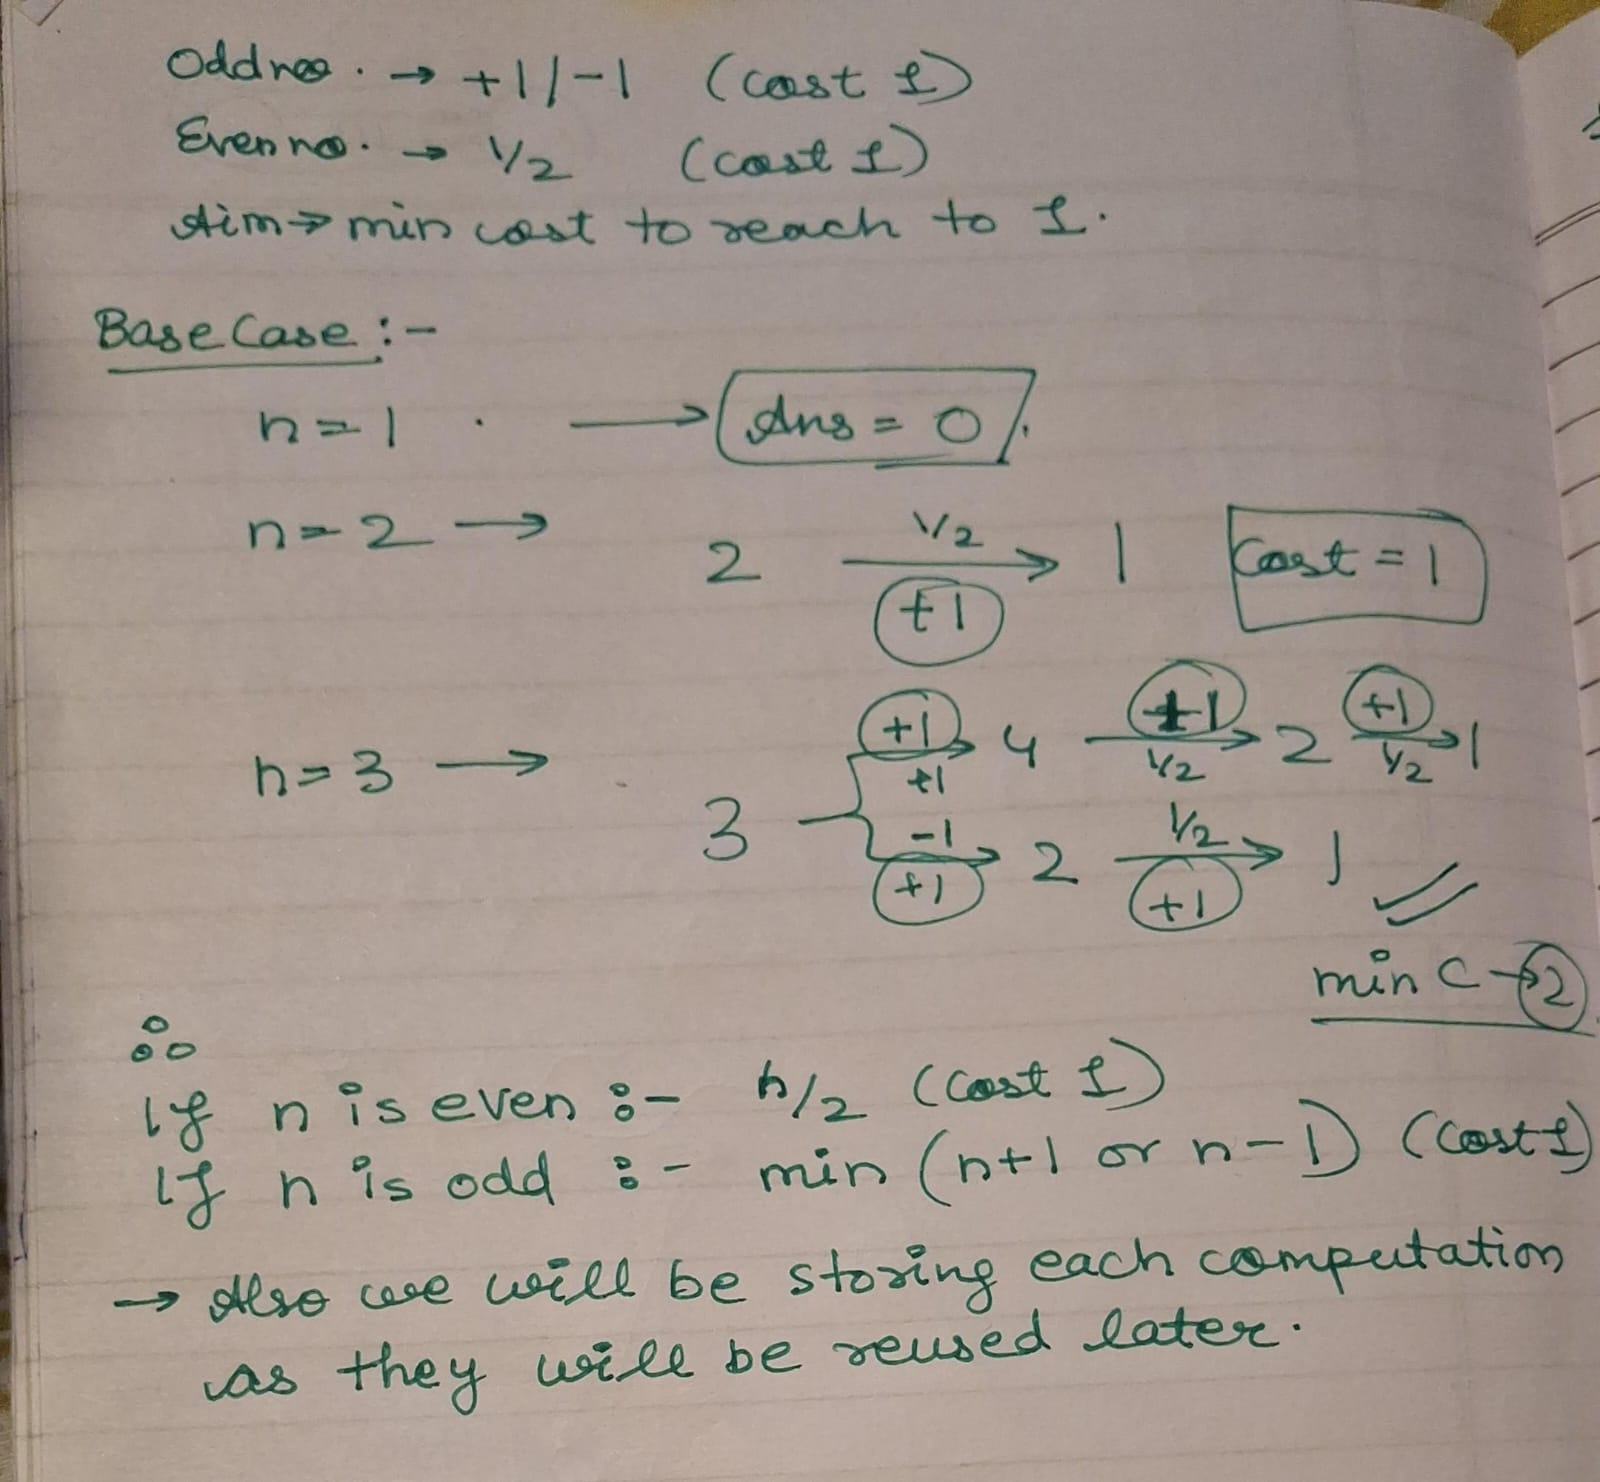 Odd nos. → +1/-1 (cost 1)
Even no. → 1/2 (cost 1)
Aim → min cost to reach to 1.
Base Case :-
n=1 . → Ans = 0
n=2 → 2 1/2 → 1 Cost = 1
+1
n=3 →
+1 4 +1 2 +1 1
+1 1/2 1/2
3
-1 2 1/2 → 1
+1 +1
min C → 2
∴
If n is even :- n/2 (Cost 1)
If n is odd :- min (n+1 or n-1) (Cost 1)
→ Also we will be storing each computation
as they will be reused later.